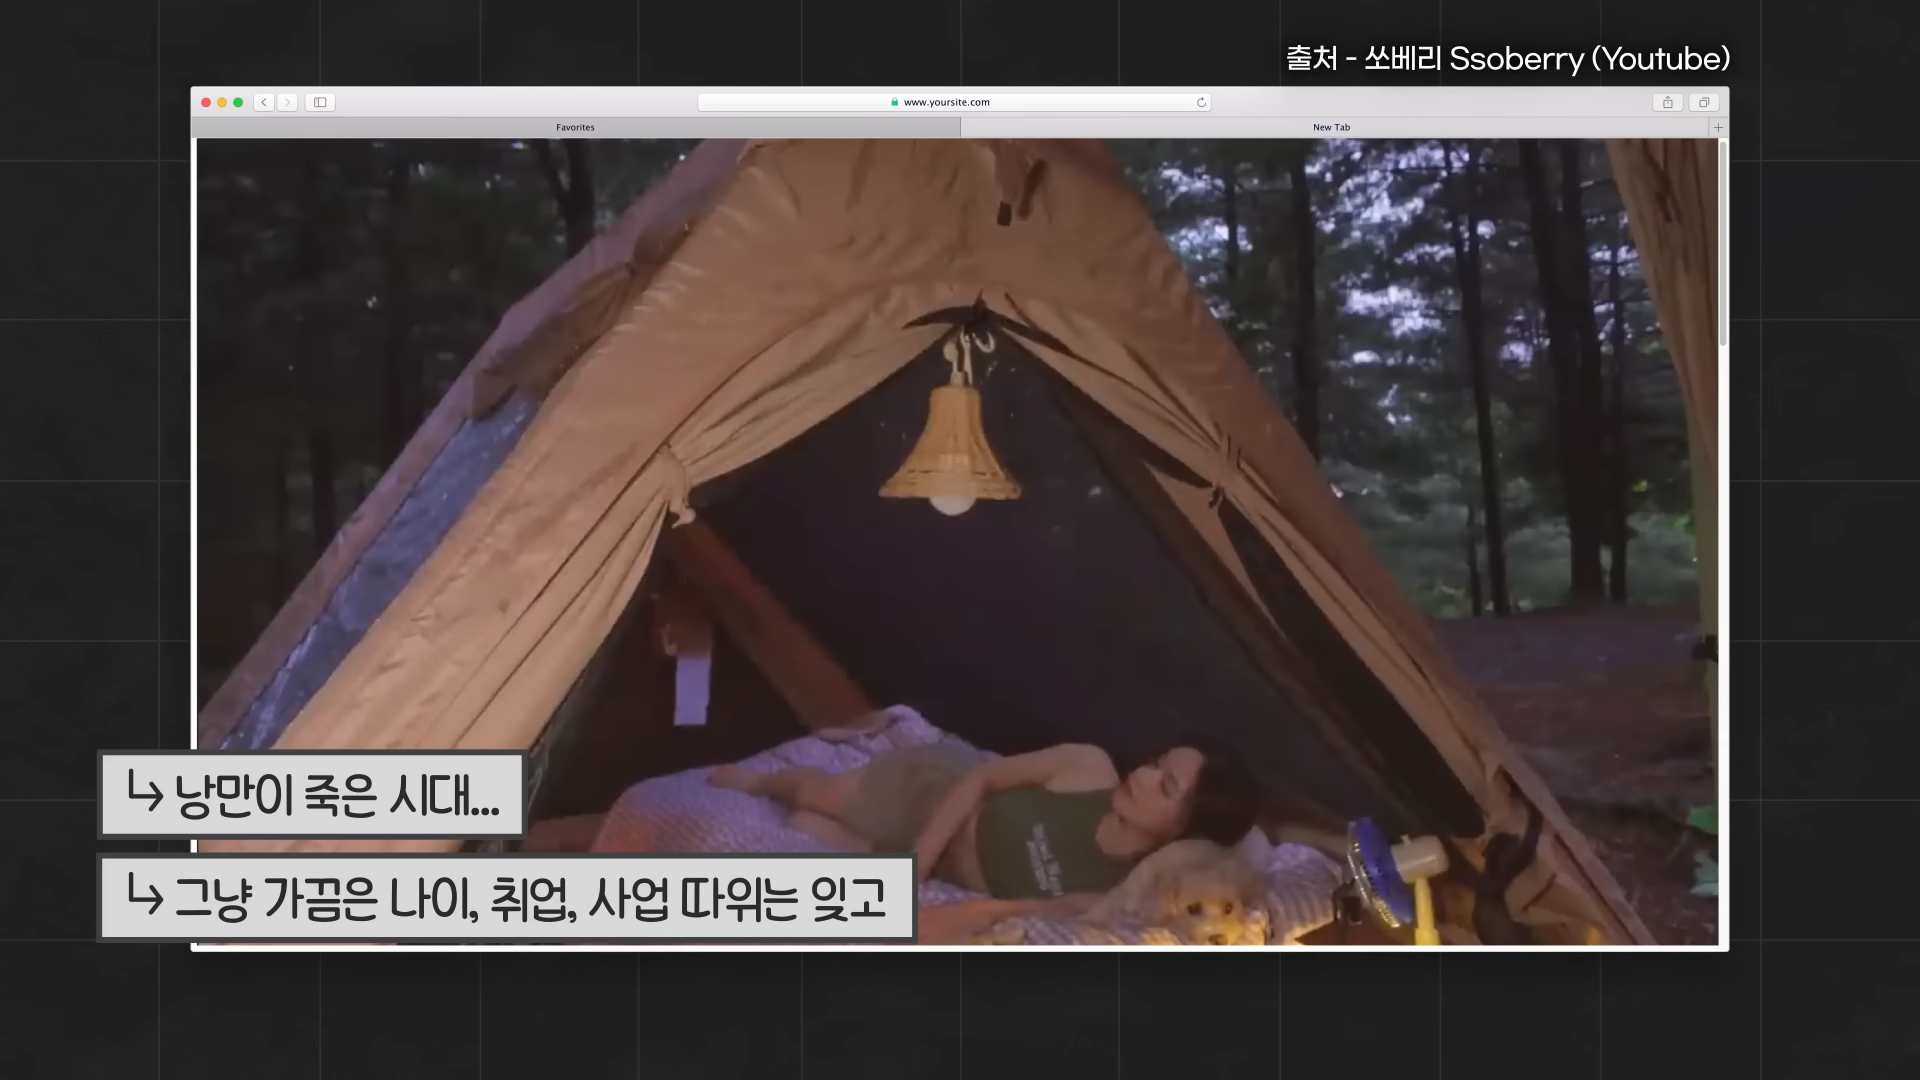 출처 - 쏘베리 Ssoberry (Youtube)
www.yoursite.com
Favorites
New Tab
↳ 낭만이 죽은 시대...
↳ 그냥 가끔은 나이, 취업, 사업 따위는 잊고